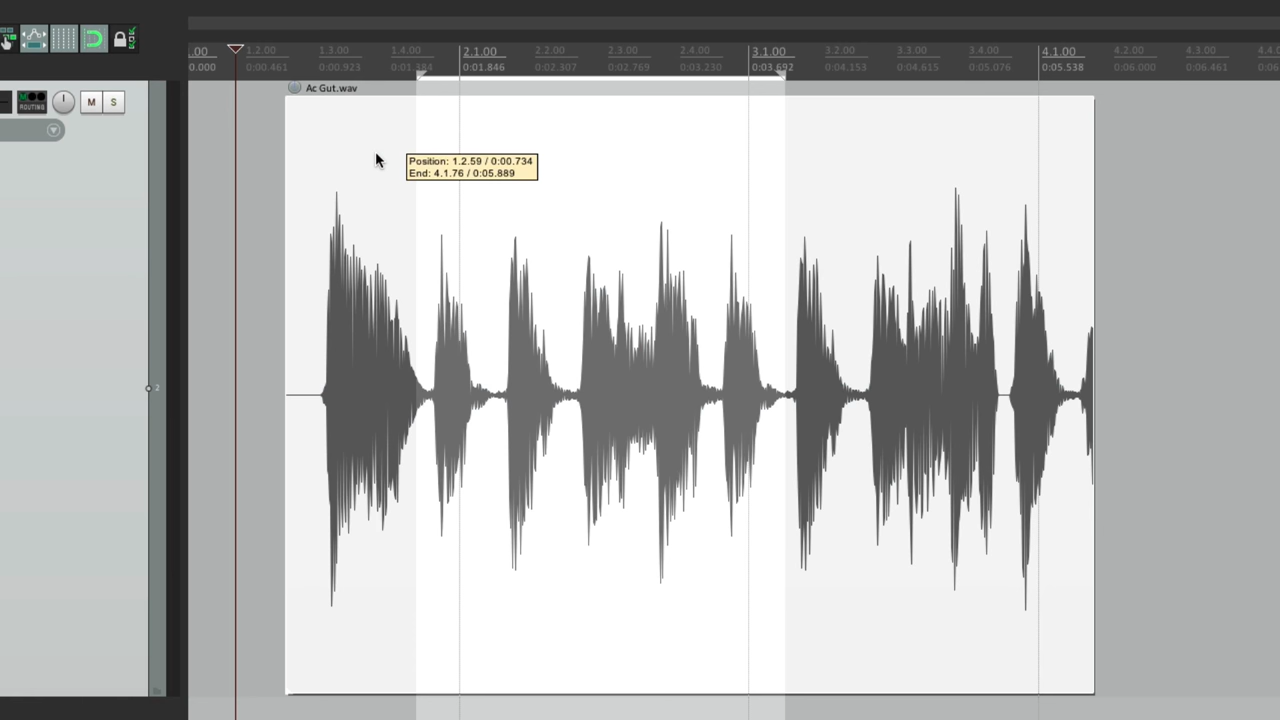 .00 1.2.00 1.3.00 1.4.00 2.1.00 2.2.00 2.3.00 2.4.00 3.1.00 3.2.00 3.3.00 3.4.00 4.1.00 4.2.00 4.3.00
0.000 0:00.461 0:00.923 0:01.384 0:01.846 0:02.307 0:02.769 0:03.230 0:03.692 0:04.153 0:04.615 0:05.076 0:05.538 0:06.000 0:06.461
Ac Gut.wav
M
ROUTING
M S
Position: 1.2.59 / 0:00.734
End: 4.1.76 / 0:05.889
2